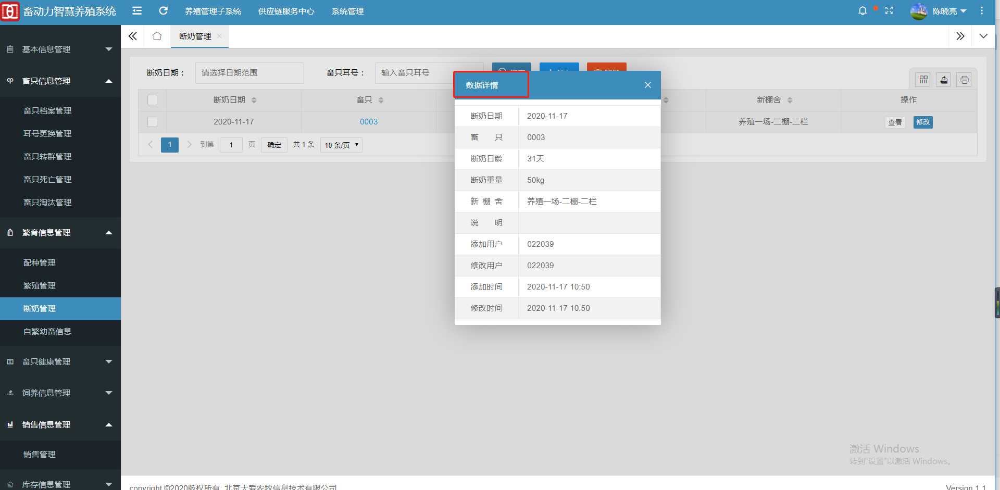 畜动力智慧养殖系统
养殖管理子系统
供应链服务中心
系统管理
陈晓亮
断奶管理
基本信息管理
畜只信息管理
畜只档案管理
耳号更换管理
畜只转群管理
畜只死亡管理
畜只淘汰管理
繁育信息管理
配种管理
繁殖管理
断奶管理
自繁幼畜信息
畜只健康管理
饲养信息管理
销售信息管理
销售管理
库存信息管理
断奶日期：
请选择日期范围
畜只耳号：
输入畜只耳号
断奶日期
畜只
新棚舍
操作
2020-11-17
0003
养殖一场-二棚-二栏
查看
修改
1
到第
1
页
确定
共 1 条
10 条/页
数据详情
断奶日期 2020-11-17
畜 只 0003
断奶日龄 31天
断奶重量 50kg
新 棚 舍 养殖一场-二棚-二栏
说 明
添加用户 022039
修改用户 022039
添加时间 2020-11-17 10:50
修改时间 2020-11-17 10:50
激活 Windows
转到"设置"以激活 Windows。
copyright ©2020版权所有: 北京大爱农牧信息技术有限公司
Version 1.1